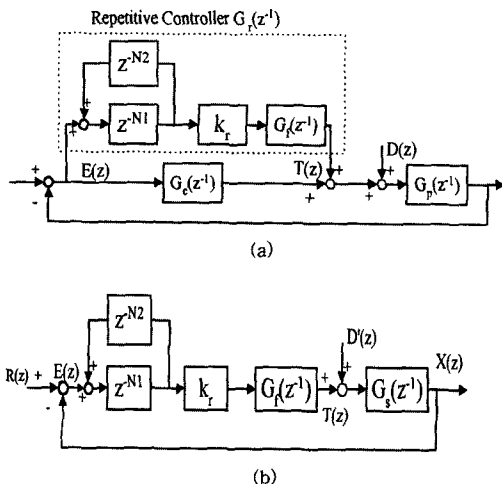 Repetitive Controller G_r(z^-1)
z^-N2
+
+
z^-N1
k_r
G_f(z^-1)
D(z)
+
E(z)
T(z)
+
+
-
G_c(z^-1)
+
+
+
G_p(z^-1)
(a)
z^-N2
D'(z)
R(z) +
E(z)
+
+
-
z^-N1
k_r
G_f(z^-1)
+
+
T(z)
G_s(z^-1)
X(z)
(b)